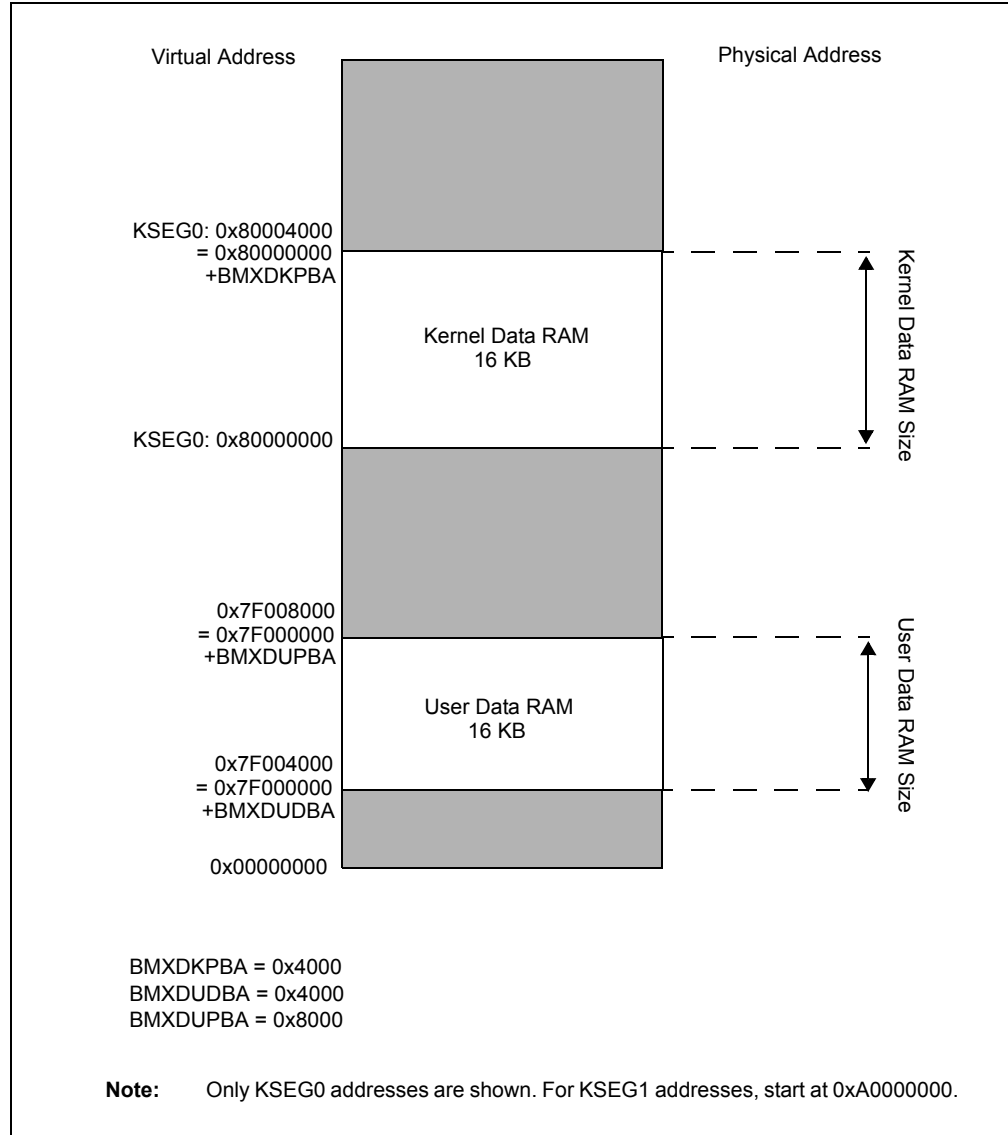 Virtual Address
Physical Address
KSEG0: 0x80004000
= 0x80000000
+BMXDKPBA
Kernel Data RAM
16 KB
Kernel Data RAM Size
KSEG0: 0x80000000
0x7F008000
= 0x7F000000
+BMXDUPBA
User Data RAM
16 KB
User Data RAM Size
0x7F004000
= 0x7F000000
+BMXDUDBA
0x00000000
BMXDKPBA = 0x4000
BMXDUDBA = 0x4000
BMXDUPBA = 0x8000
Note: Only KSEG0 addresses are shown. For KSEG1 addresses, start at 0xA0000000.